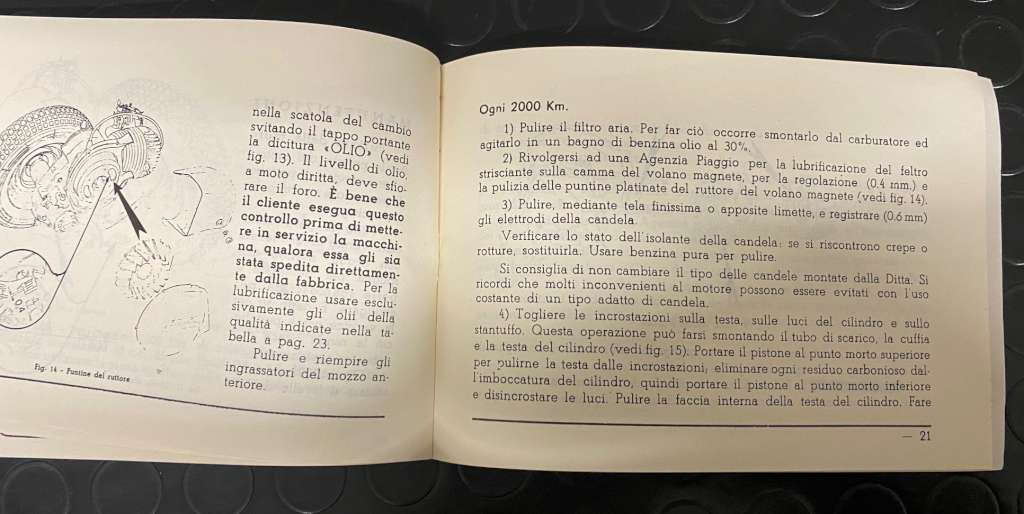 nella scatola del cambio
svitando il tappo portante
la dicitura «OLIO» (vedi
fig. 13). Il livello di olio,
a moto diritta, deve sfio-
rare il foro. È bene che
il cliente esegua questo
controllo prima di mette-
re in servizio la macchi-
na, qualora essa gli sia
stata spedita direttamen-
te dalla fabbrica. Per la
lubrificazione usare esclu-
sivamente gli olii della
qualità indicate nella ta-
bella a pag. 23.
Pulire e riempire gli
ingrassatori del mozzo an-
teriore.
Fig. 14 - Puntine del ruttore
Ogni 2000 Km.
1) Pulire il filtro aria. Per far ciò occorre smontarlo dal carburatore ed
agitarlo in un bagno di benzina olio al 30%.
2) Rivolgersi ad una Agenzia Piaggio per la lubrificazione del feltro
strisciante sulla camma del volano magnete, per la regolazione (0.4 mm.) e
la pulizia delle puntine platinate del ruttore del volano magnete (vedi fig. 14).
3) Pulire, mediante tela finissima o apposite limette, e registrare (0.6 mm)
gli elettrodi della candela.
Verificare lo stato dell'isolante della candela: se si riscontrono crepe o
rotture, sostituirla. Usare benzina pura per pulire.
Si consiglia di non cambiare il tipo delle candele montate dalla Ditta. Si
ricordi che molti inconvenienti al motore possono essere evitati con l'uso
costante di un tipo adatto di candela.
4) Togliere le incrostazioni sulla testa, sulle luci del cilindro e sullo
stantuffo. Questa operazione può farsi smontando il tubo di scarico, la cuffia
e la testa del cilindro (vedi fig. 15). Portare il pistone al punto morto superiore
per pulirne la testa dalle incrostazioni; eliminare ogni residuo carbonioso dal-
l'imboccatura del cilindro, quindi portare il pistone al punto morto inferiore
e disincrostare le luci. Pulire la faccia interna della testa del cilindro. Fare
— 21